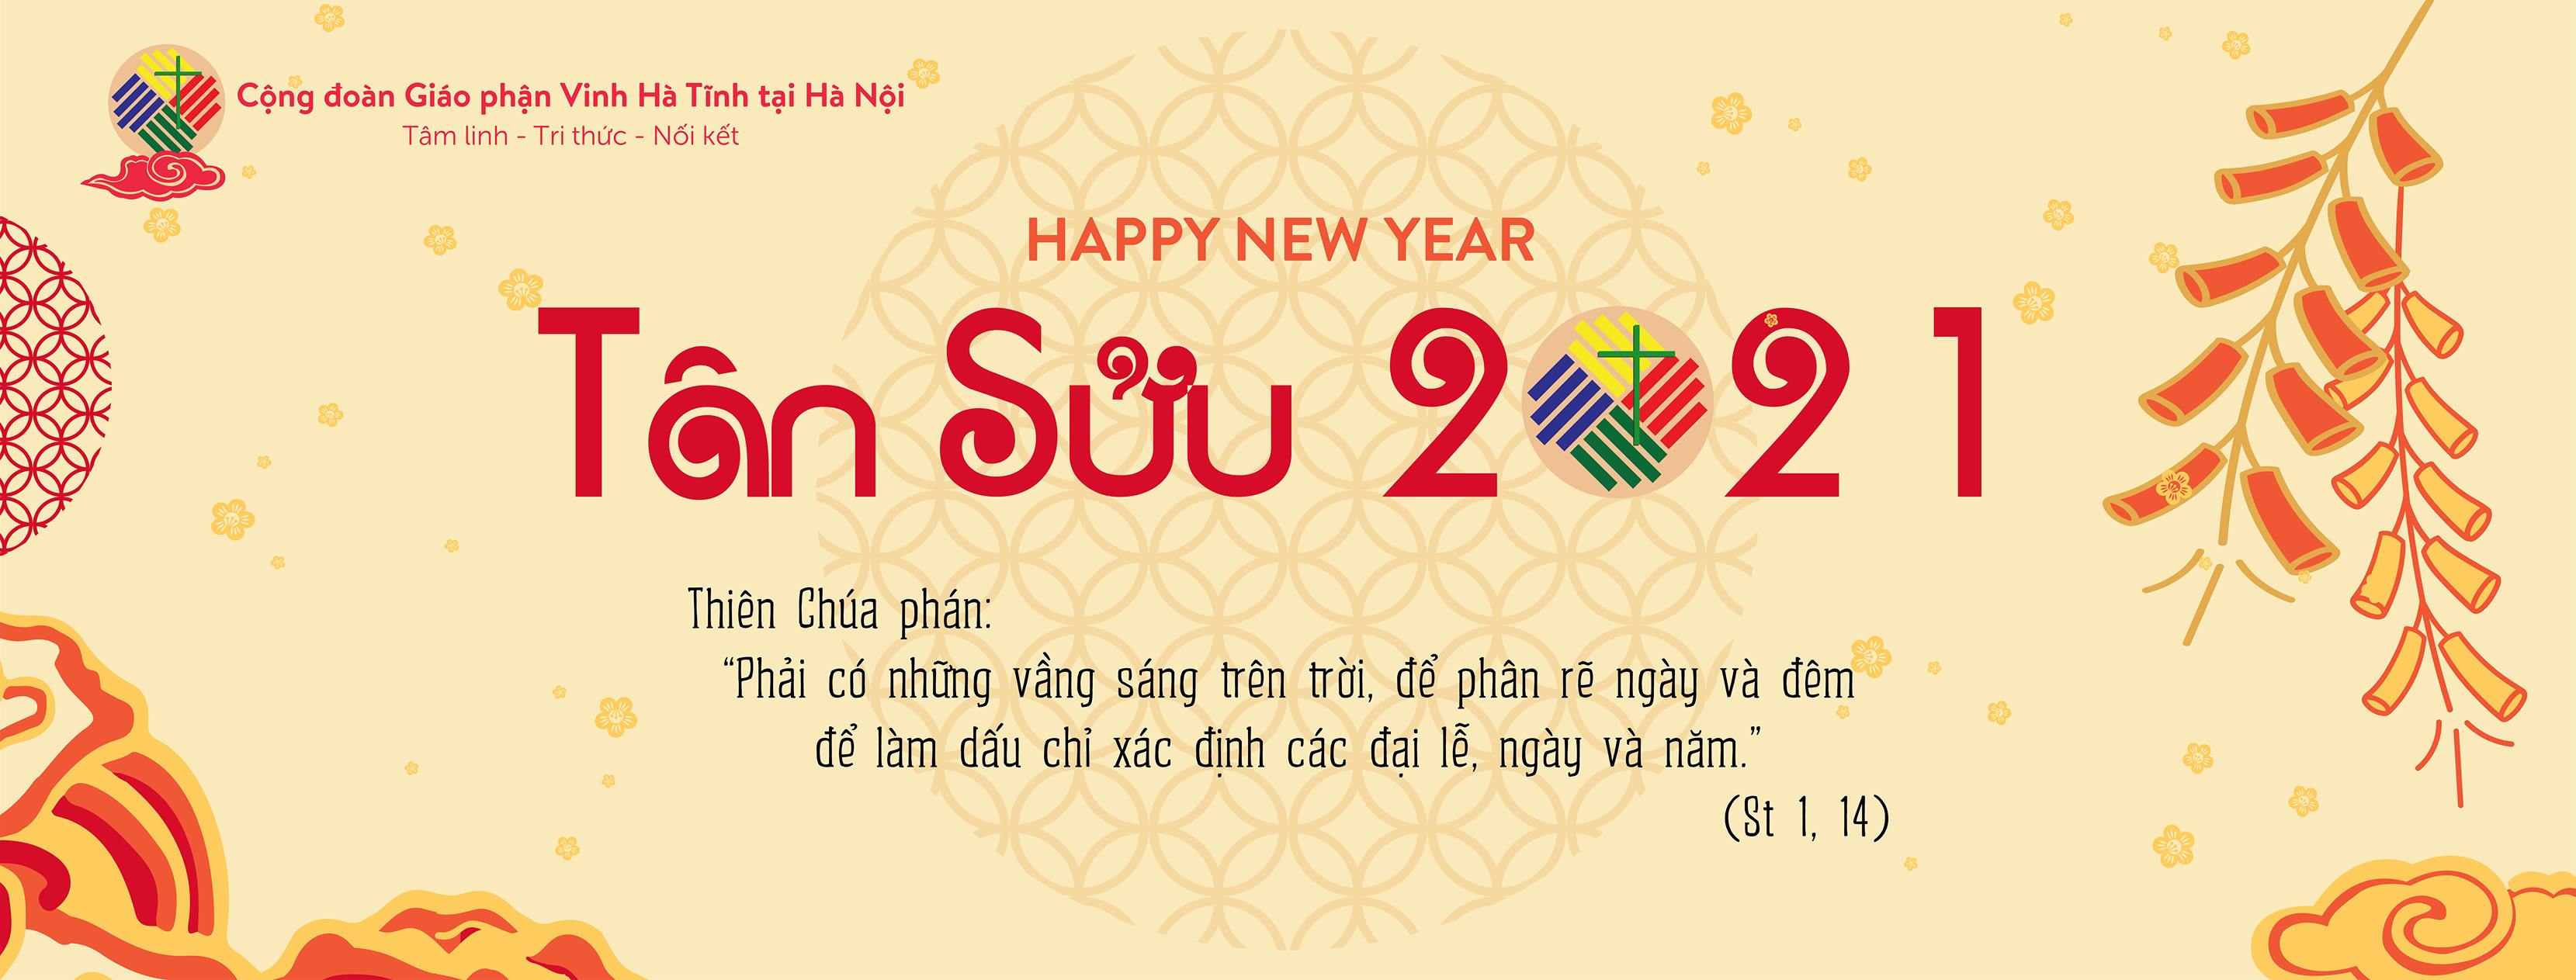 Cộng đoàn Giáo phận Vinh Hà Tĩnh tại Hà Nội
Tâm linh - Tri thức - Nối kết
HAPPY NEW YEAR
Tân Sửu 2021
Thiên Chúa phán:
“Phải có những vầng sáng trên trời, để phân rẽ ngày và đêm
để làm dấu chỉ xác định các đại lễ, ngày và năm.”
(St 1, 14)